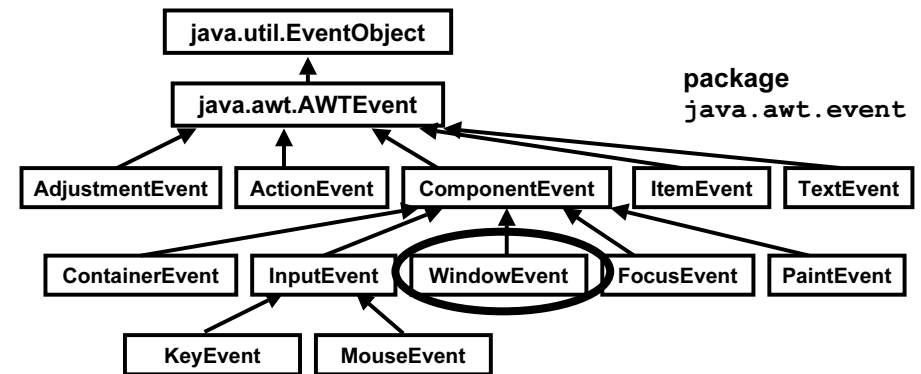 java.util.EventObject
java.awt.AWTEvent
package
java.awt.event
AdjustmentEvent
ActionEvent
ComponentEvent
ItemEvent
TextEvent
ContainerEvent
InputEvent
WindowEvent
FocusEvent
PaintEvent
KeyEvent
MouseEvent